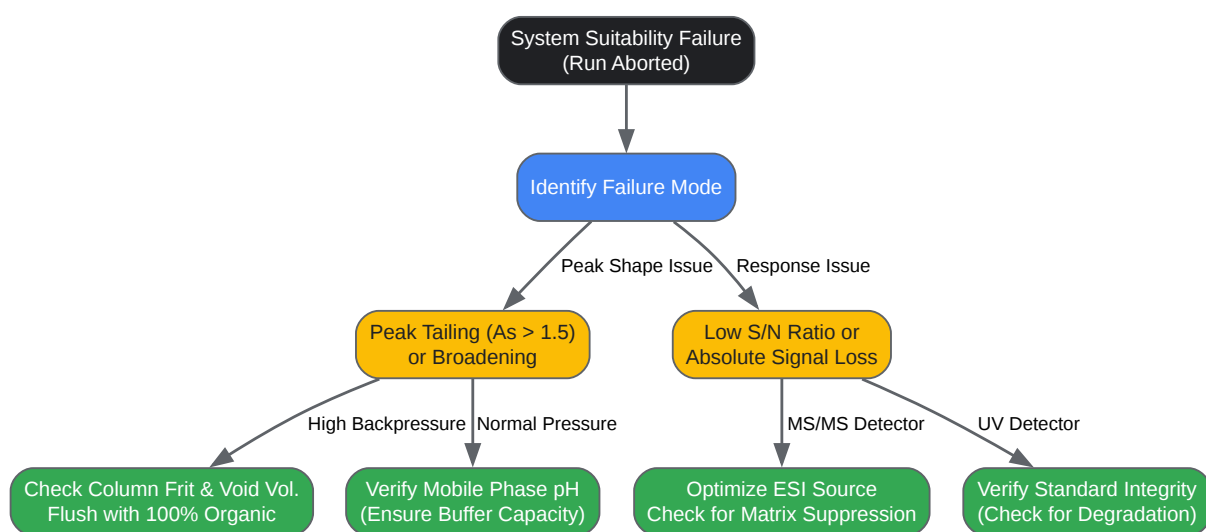 System Suitability Failure
(Run Aborted)
Identify Failure Mode
Peak Shape Issue
Response Issue
Peak Tailing (As > 1.5)
or Broadening
Low S/N Ratio or
Absolute Signal Loss
High Backpressure
Normal Pressure
MS/MS Detector
UV Detector
Check Column Frit & Void Vol.
Flush with 100% Organic
Verify Mobile Phase pH
(Ensure Buffer Capacity)
Optimize ESI Source
Check for Matrix Suppression
Verify Standard Integrity
(Check for Degradation)